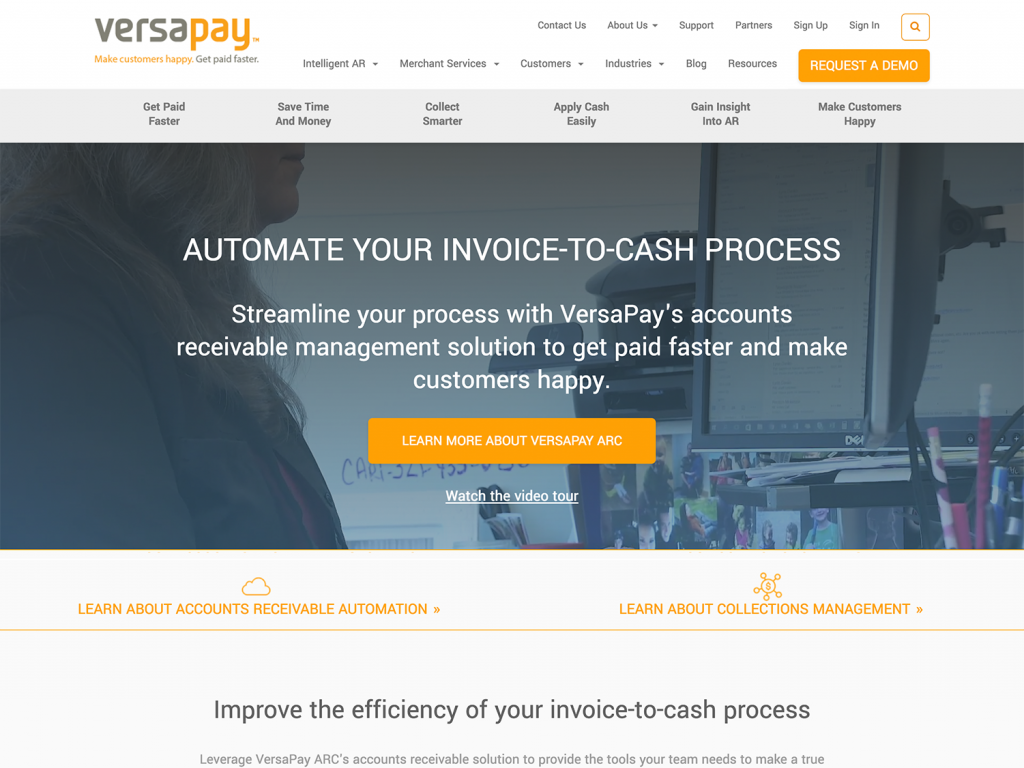 versapay™
Make customers happy. Get paid faster.
Contact Us
About Us
Support
Partners
Sign Up
Sign In
Intelligent AR
Merchant Services
Customers
Industries
Blog
Resources
REQUEST A DEMO
Get Paid
Faster
Save Time
And Money
Collect
Smarter
Apply Cash
Easily
Gain Insight
Into AR
Make Customers
Happy
AUTOMATE YOUR INVOICE-TO-CASH PROCESS
Streamline your process with VersaPay's accounts
receivable management solution to get paid faster and make
customers happy.
LEARN MORE ABOUT VERSAPAY ARC
DELL
Watch the video tour
LEARN ABOUT ACCOUNTS RECEIVABLE AUTOMATION »
LEARN ABOUT COLLECTIONS MANAGEMENT »
Improve the efficiency of your invoice-to-cash process
Leverage VersaPay ARC's accounts receivable solution to provide the tools your team needs to make a true